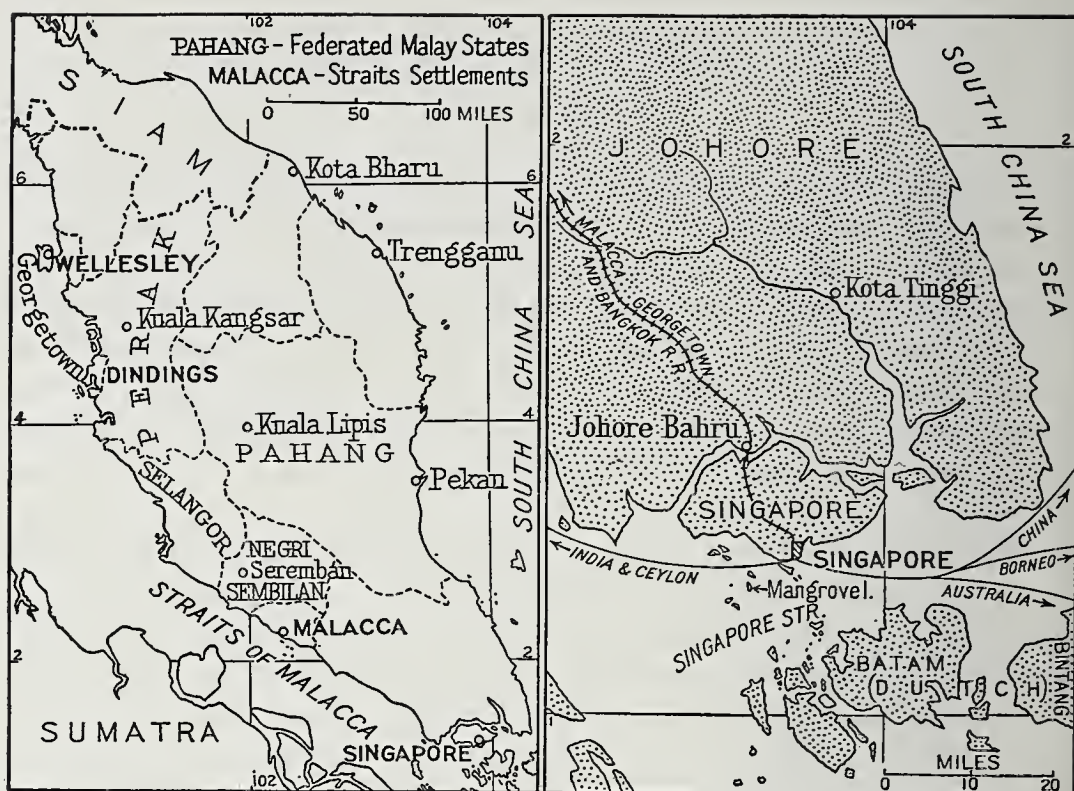 102
104
PAHANG – Federated Malay States
MALACCA – Straits Settlements
0 50 100 MILES
SIAM
6
6
Kota Bharu
Trengganu
WELLESLEY
Georgetown
PERAK
Kuala Kangsar
DINDINGS
4
4
Kuala Lipis
PAHANG
Pekan
SELANGOR
NEGRI
Seremban
SEMBILAN
SOUTH CHINA SEA
STRAITS OF MALACCA
MALACCA
2
2
SUMATRA
SINGAPORE
102
104
SOUTH CHINA SEA
2
JOHORE
MALACCA GEORGETOWN
AND BANGKOK R.R.
Kota Tinggi
Johore Bahru
SINGAPORE
SINGAPORE
INDIA & CEYLON
CHINA
BORNEO
AUSTRALIA
Mangrove I.
SINGAPORE STR.
BATAM
(DUTCH)
BINTANG
1
MILES
0 10 20